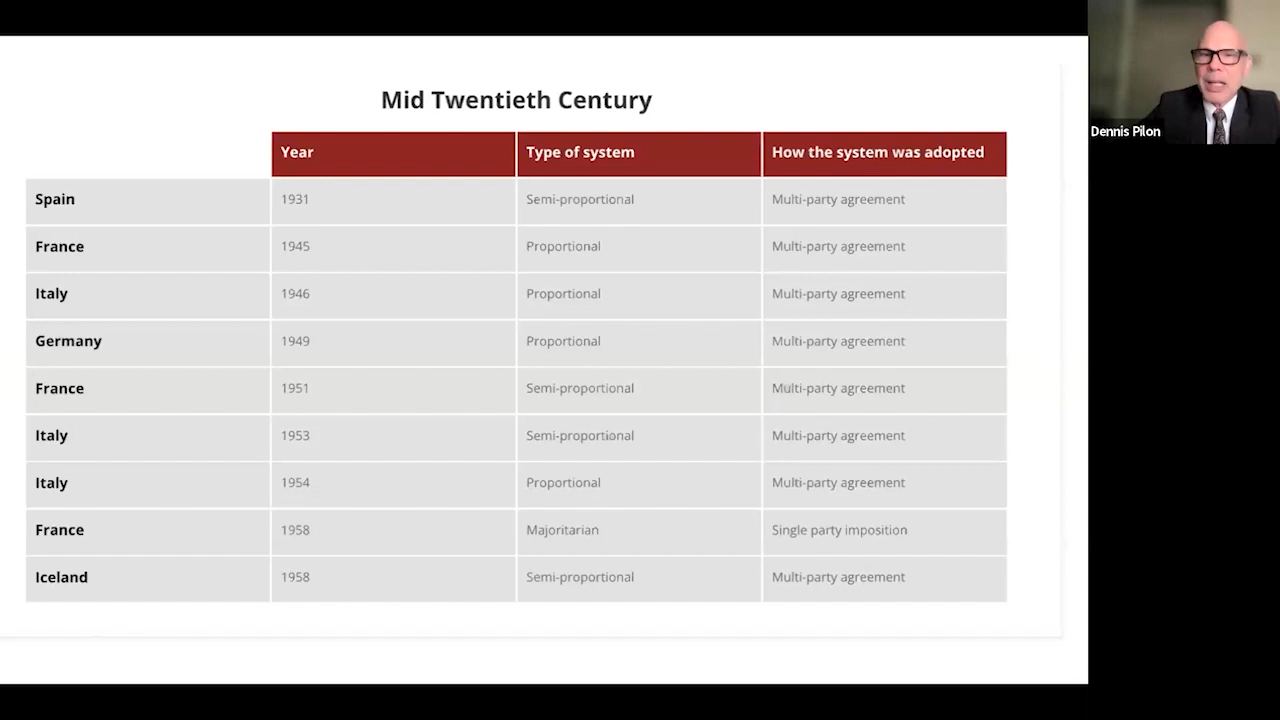 Mid Twentieth Century
Year Type of system How the system was adopted
Spain 1931 Semi-proportional Multi-party agreement
France 1945 Proportional Multi-party agreement
Italy 1946 Proportional Multi-party agreement
Germany 1949 Proportional Multi-party agreement
France 1951 Semi-proportional Multi-party agreement
Italy 1953 Semi-proportional Multi-party agreement
Italy 1954 Proportional Multi-party agreement
France 1958 Majoritarian Single party imposition
Iceland 1958 Semi-proportional Multi-party agreement
Dennis Pilon